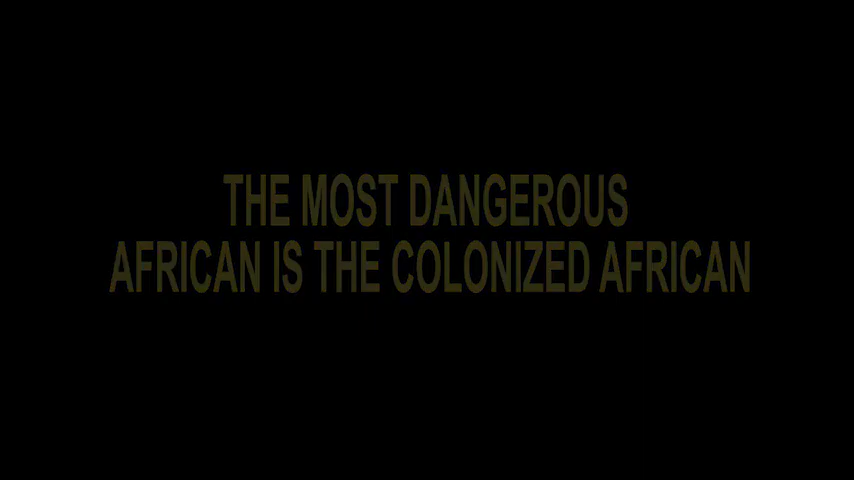 THE MOST DANGEROUS
AFRICAN IS THE COLONIZED AFRICAN